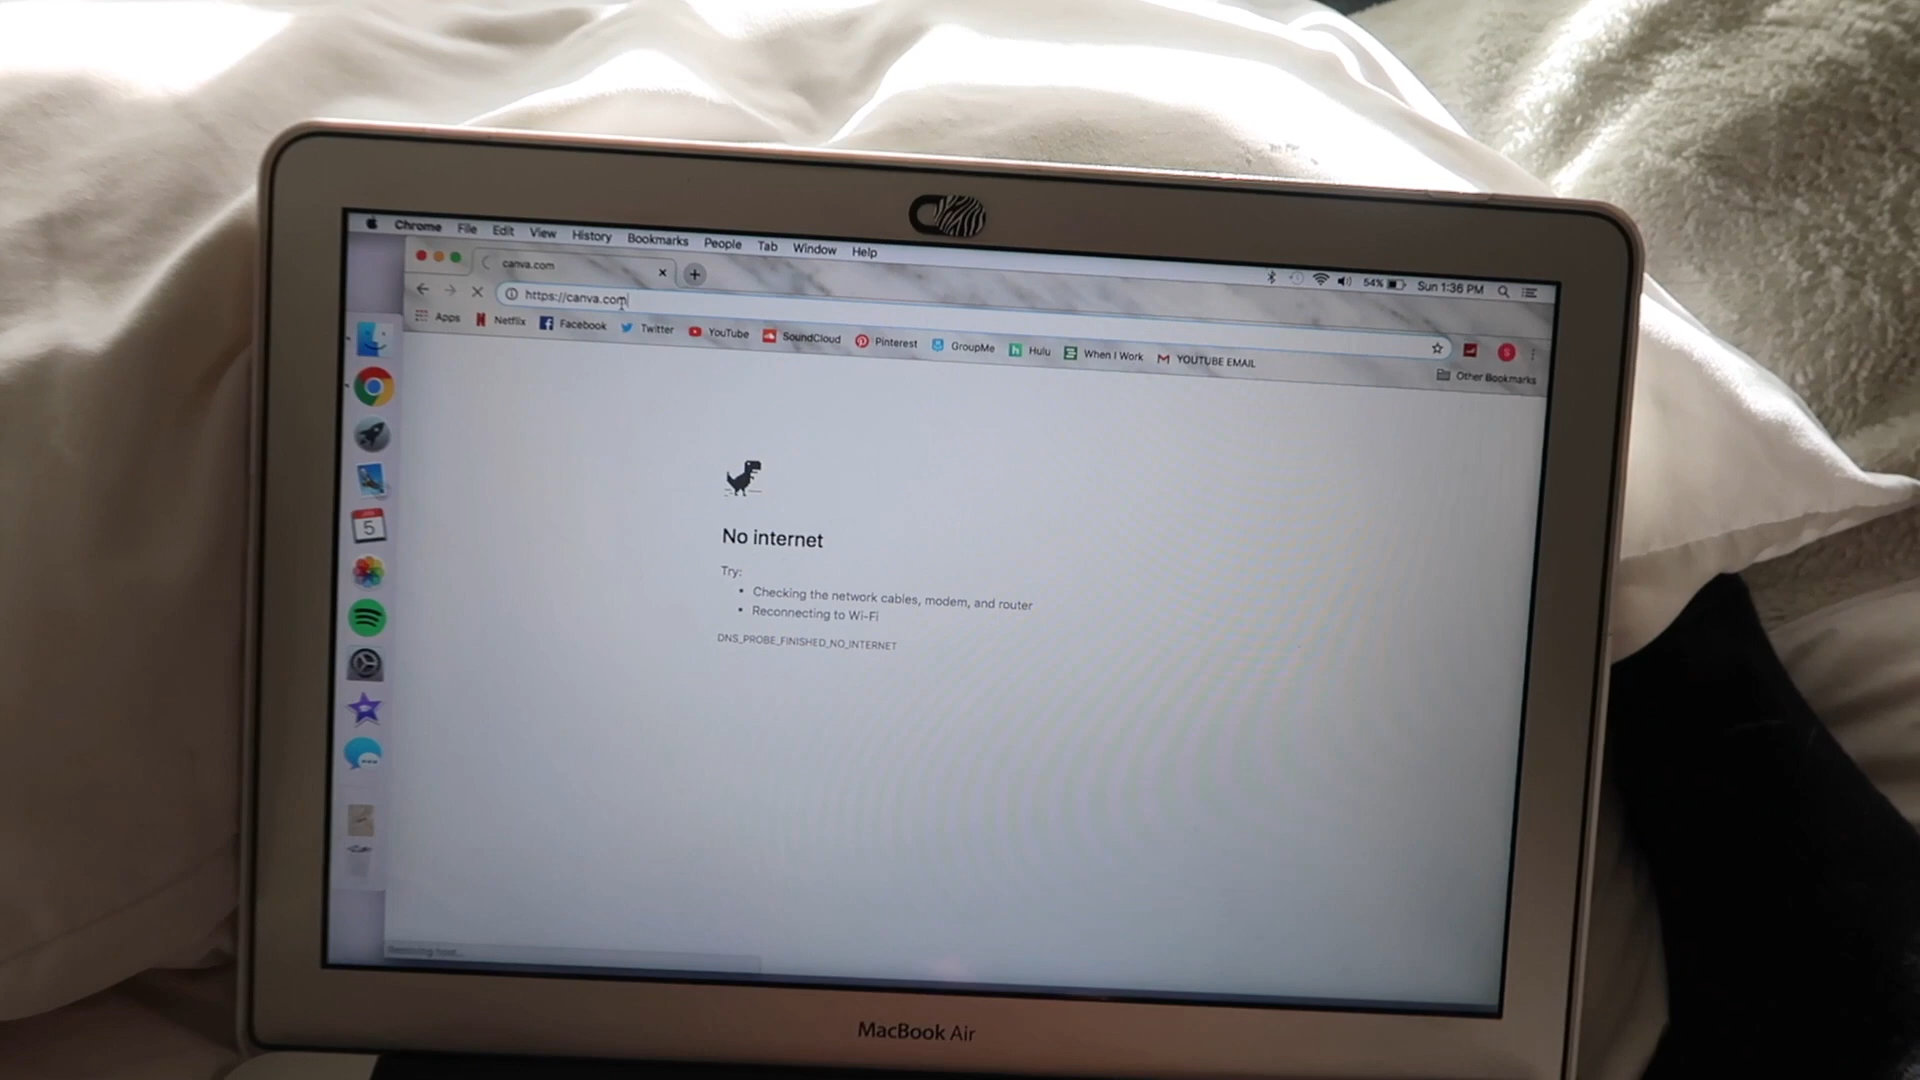 Chrome File Edit View History Bookmarks People Tab Window Help 54% Sun 1:36 PM
canva.com
https://canva.com
Apps Netflix Facebook Twitter YouTube SoundCloud Pinterest GroupMe Hulu When I Work YOUTUBE EMAIL
Other Bookmarks
5
No internet
Try:
• Checking the network cables, modem, and router
• Reconnecting to Wi-Fi
DNS_PROBE_FINISHED_NO_INTERNET
Resolving host...
MacBook Air